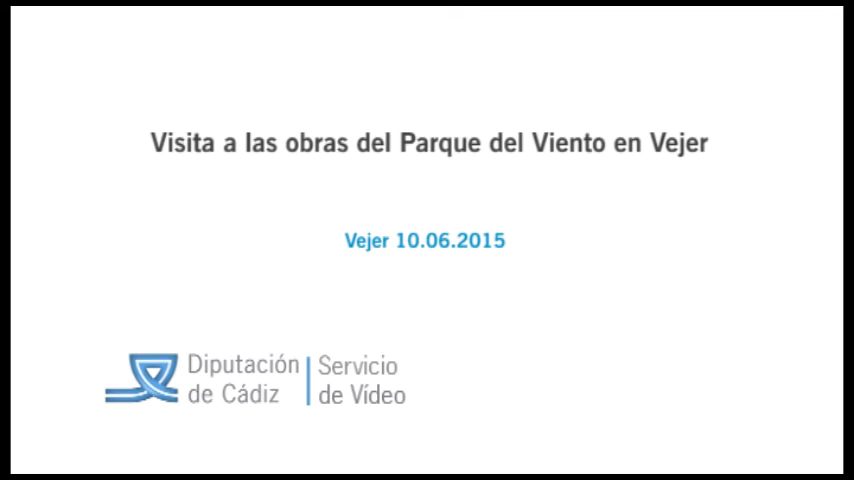 Visita a las obras del Parque del Viento en Vejer
Vejer 10.06.2015
Diputación
de Cádiz
Servicio
de Vídeo